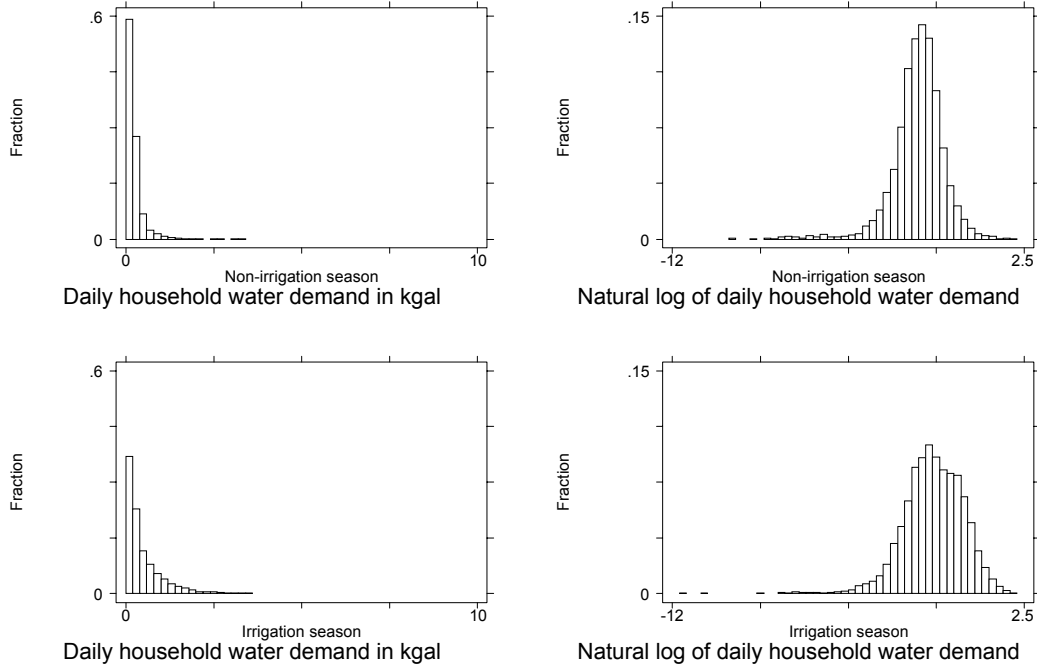 .6
Fraction
0
0
10
Non-irrigation season
Daily household water demand in kgal
.15
Fraction
0
-12
2.5
Non-irrigation season
Natural log of daily household water demand
.6
Fraction
0
0
10
Irrigation season
Daily household water demand in kgal
.15
Fraction
0
-12
2.5
Irrigation season
Natural log of daily household water demand